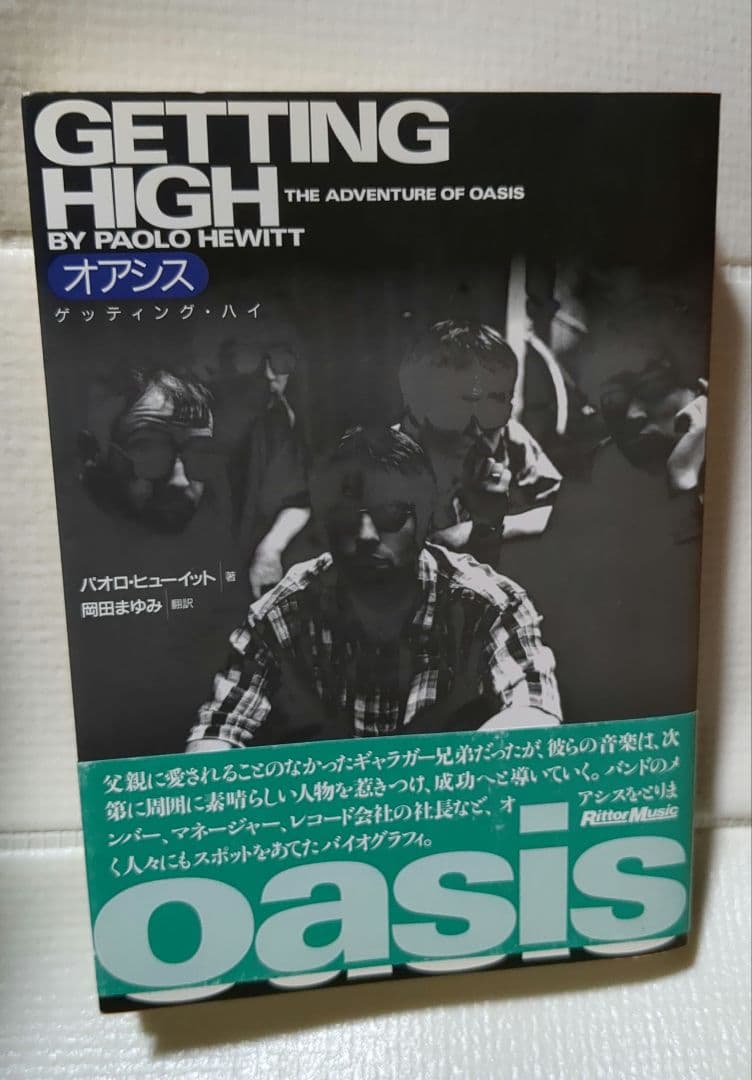 GETTING
HIGH THE ADVENTURE OF OASIS
BY PAOLO HEWITT
オアシス
ゲッティング・ハイ
パオロ・ヒューイット 著
岡田まゆみ 翻訳
父親に愛されることのなかったギャラガー兄弟だったが、彼らの音楽は、次
第に周囲に素晴らしい人物を惹きつけ、成功へと導いていく。バンドのメ
ンバー、マネージャー、レコード会社の社長など、オアシスをとりま
く人々にもスポットをあてたバイオグラフィ。
RittorMusic
oasis